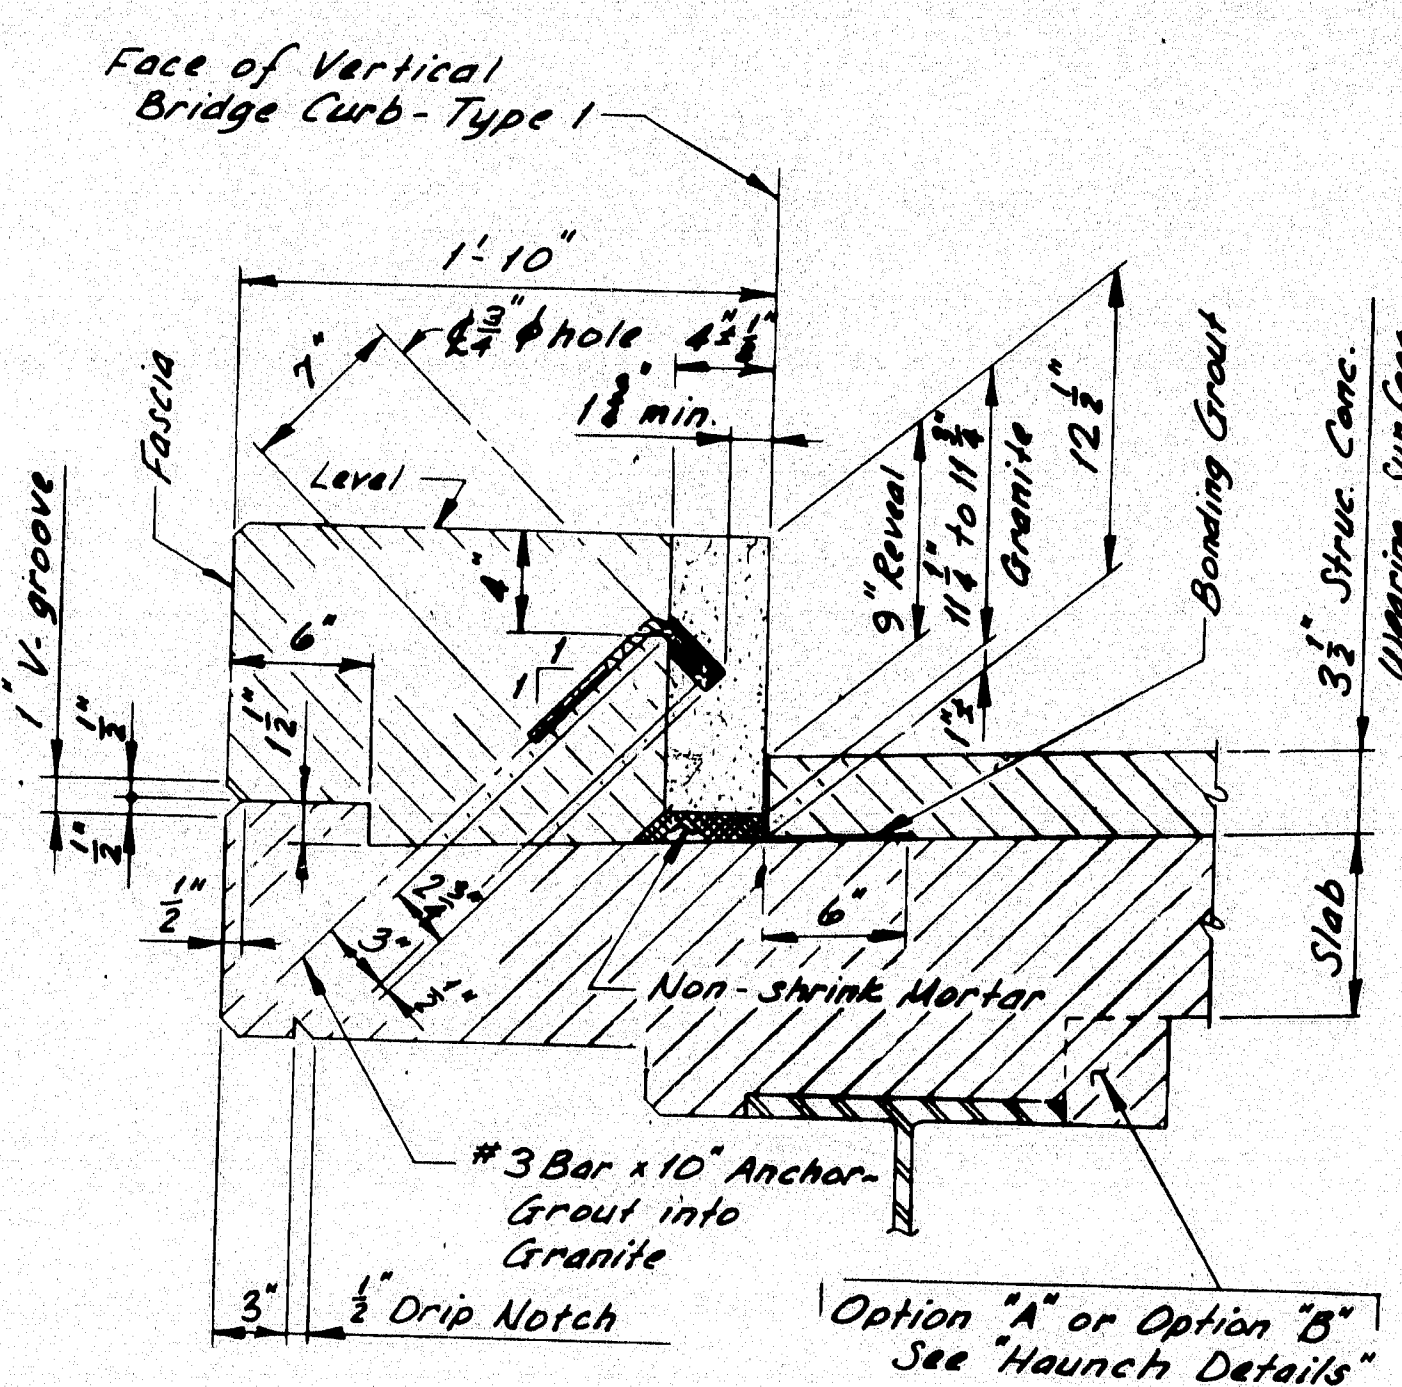 Face of Vertical
Bridge Curb - Type 1
1'-10"
7"
℄ 3/4" ϕ hole
4" ±
1
min.
Fascia
Level
1" V-groove
1/2"
1/2"
6"
1 1/2"
4"
1
1
9" Reveal
11 1/4" to 11 3/4"
Granite
12 1/2"
1" ±
Bonding Grout
3 1/2" Struc. Conc.
Wearing
Slab
1/2"
2 3/4"
3"
1/2"
6"
Non-shrink Mortar
#3 Bar x 10" Anchor-
Grout into
Granite
3"
1/2" Drip Notch
Option "A" or Option "B"
See "Haunch Details"